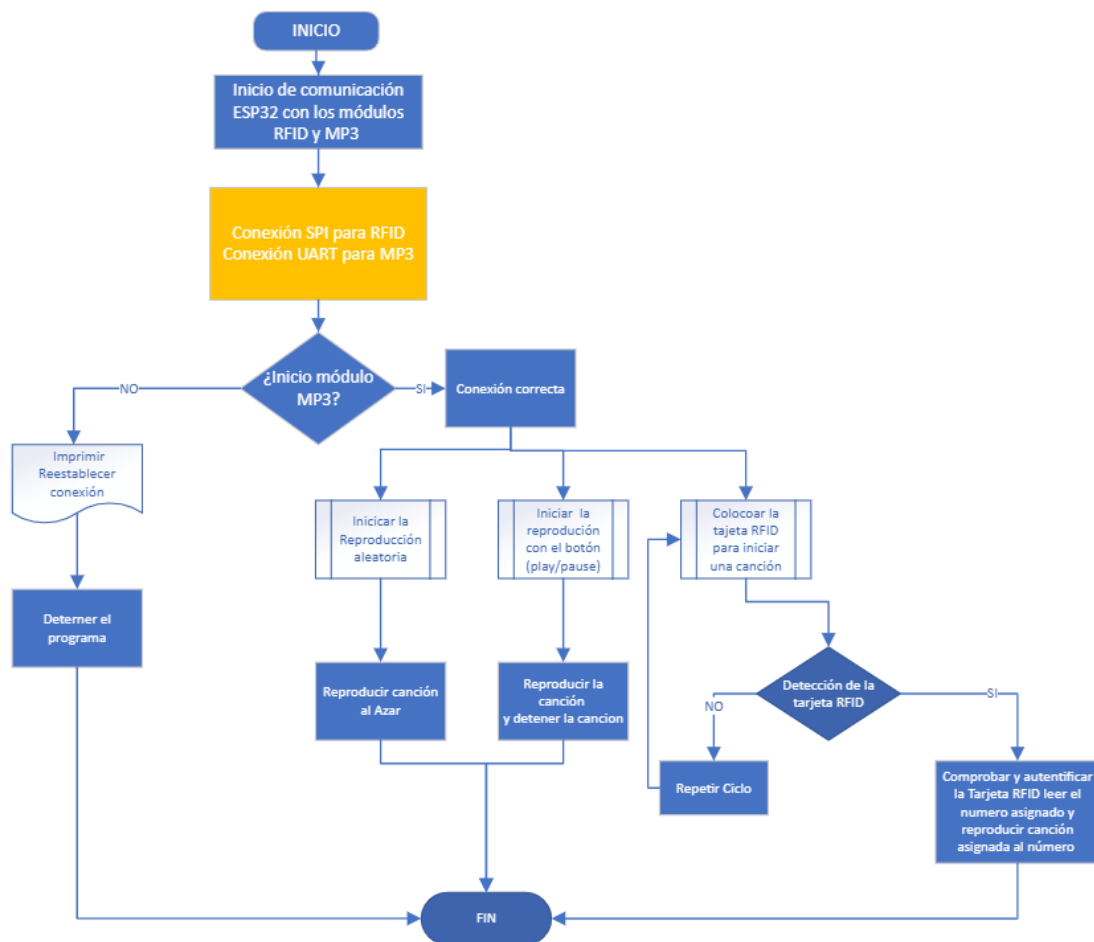 INICIO
Inicio de comunicación
ESP32 con los módulos
RFID y MP3
Conexión SPI para RFID
Conexión UART para MP3
¿Inicio módulo
MP3?
NO
SI
Conexión correcta
Imprimir
Reestablecer
conexión
Inicicar la
Reproducción
aleatoria
Iniciar la
reprodución
con el botón
(play/pause)
Colocoar la
tajeta RFID
para iniciar
una canción
Deterner el
programa
Reproducir canción
al Azar
Reproducir la
canción
y detener la cancion
Detección de la
tarjeta RFID
NO
SI
Repetir Ciclo
Comprobar y autentificar
la Tarjeta RFID leer el
numero asignado y
reproducir canción
asignada al número
FIN